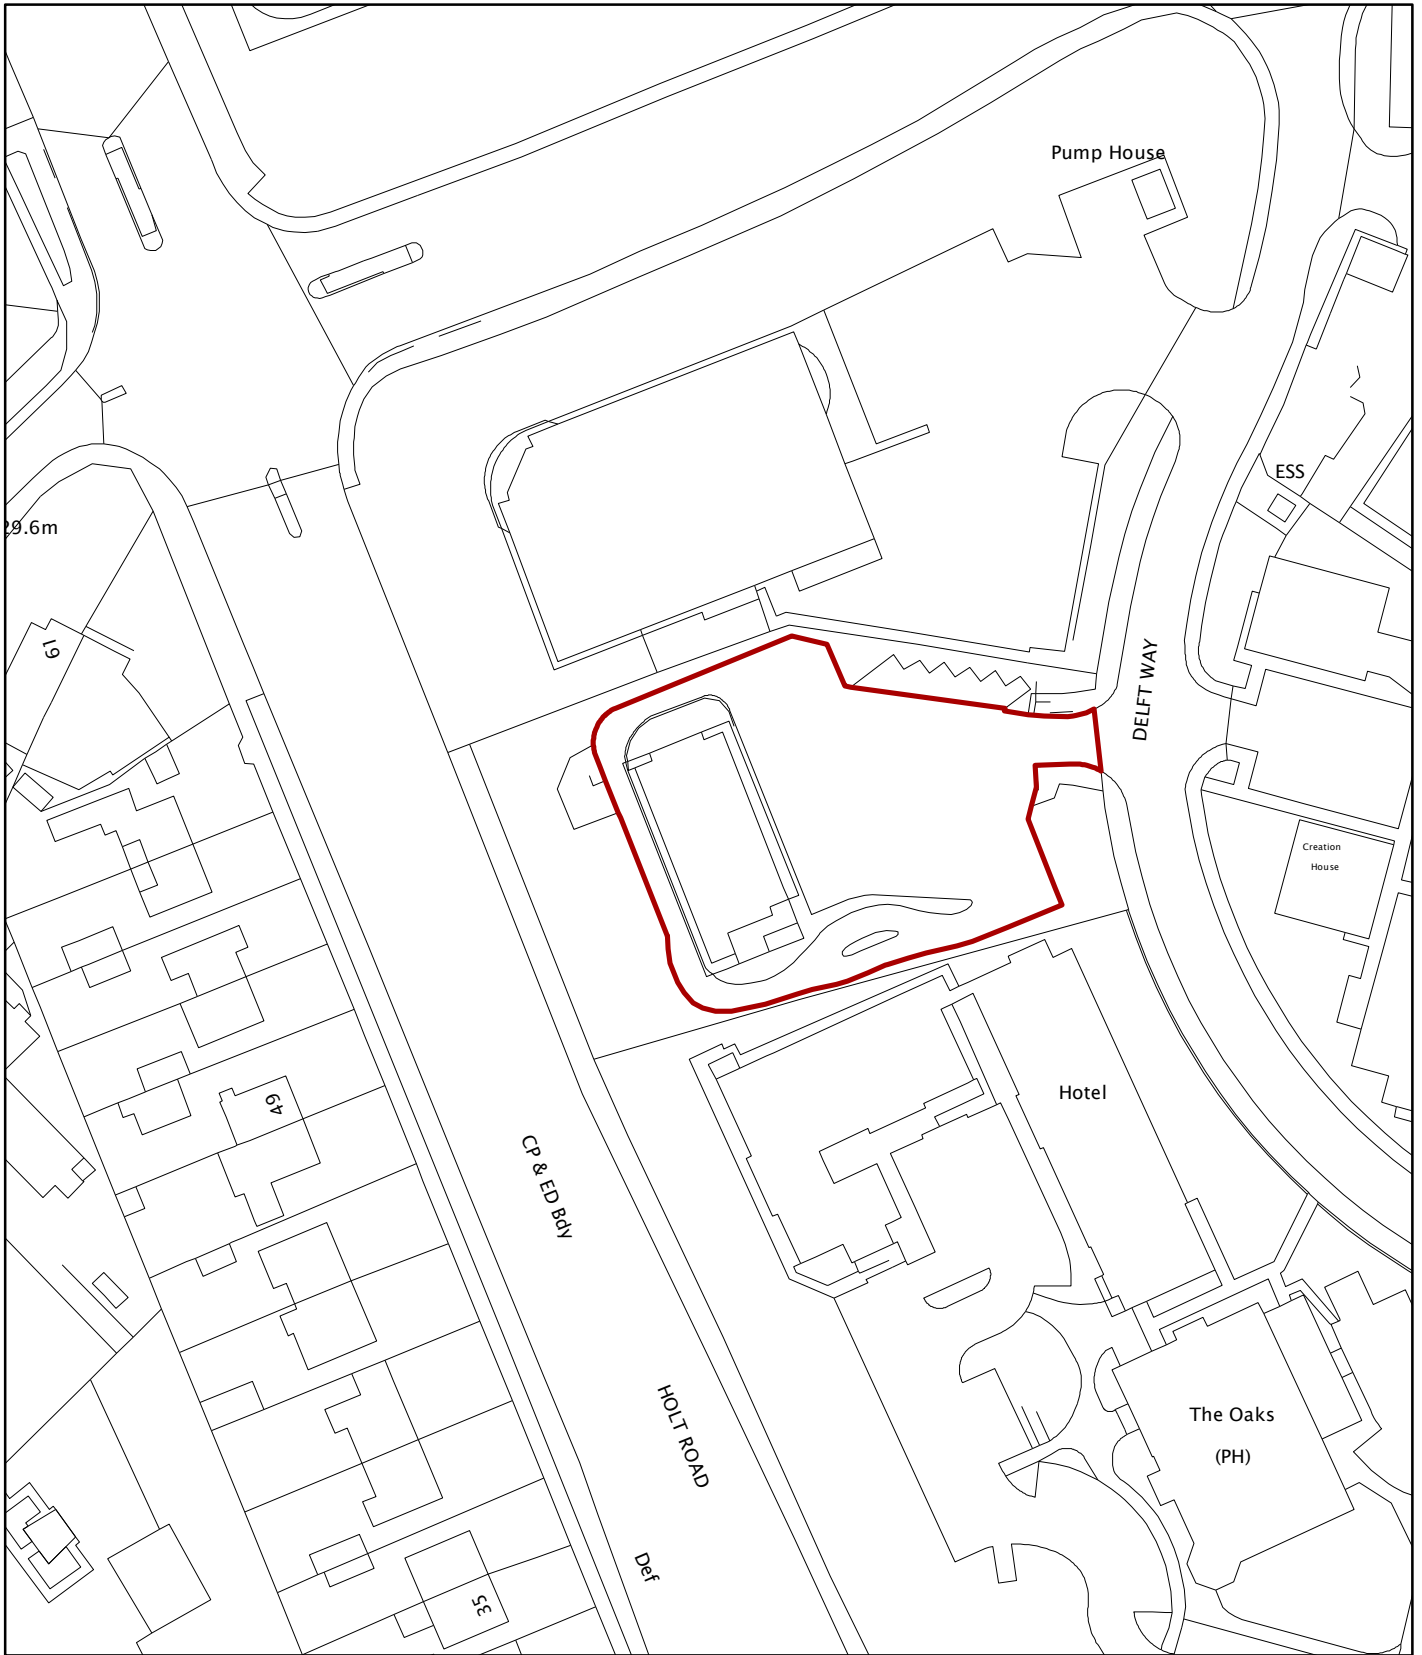 Pump House
ESS
29.6m
61
DELFT WAY
Creation
House
Hotel
49
CP & ED Bdy
HOLT ROAD
The Oaks
(PH)
Def
35